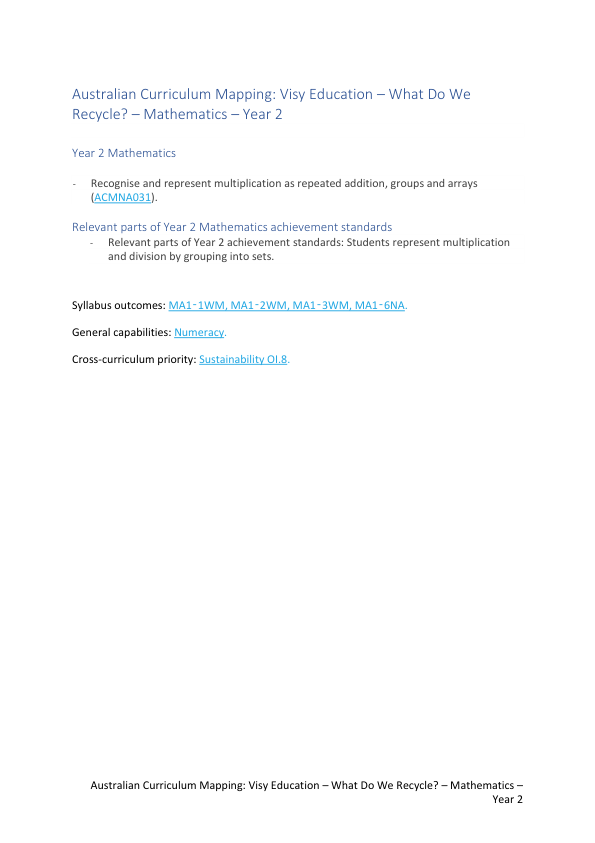 Australian Curriculum Mapping: Visy Education – What Do We
Recycle? – Mathematics – Year 2
Year 2 Mathematics
- Recognise and represent multiplication as repeated addition, groups and arrays
(ACMNA031).
Relevant parts of Year 2 Mathematics achievement standards
- Relevant parts of Year 2 achievement standards: Students represent multiplication
and division by grouping into sets.
Syllabus outcomes: MA1‑1WM, MA1‑2WM, MA1‑3WM, MA1‑6NA.
General capabilities: Numeracy.
Cross-curriculum priority: Sustainability OI.8.
Australian Curriculum Mapping: Visy Education – What Do We Recycle? – Mathematics –
Year 2